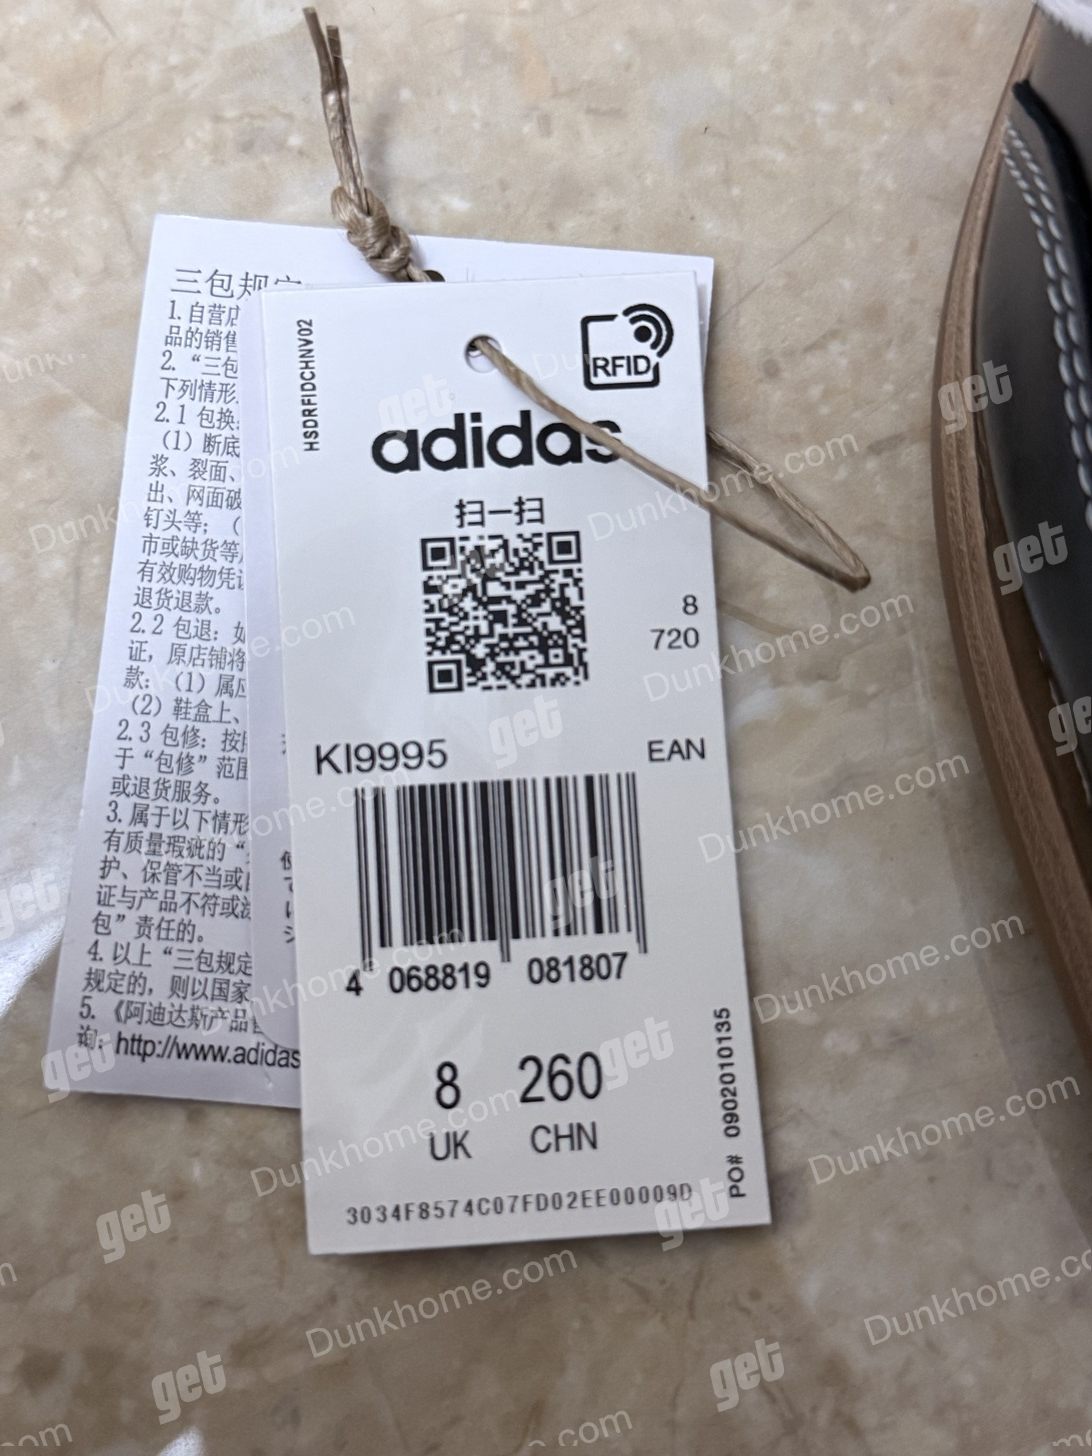 三包规定
1. 自营店
品的销售
2. “三包
下列情形
2.1 包换
(1) 断底
浆、裂面、
出、网面破
钉头等；（
市或缺货等
有效购物凭
退货退款。
2.2 包退：如
证，原店铺将
款：（1）属
（2）鞋盒上、
2.3 包修：按
于“包修”范围
或退货服务。
3. 属于以下情形
有质量瑕疵的“
护、保管不当或
证与产品不符或
包”责任的。
4. 以上“三包规定
规定的，则以国家
5. 《阿迪达斯产品
询：http://www.adidas
HSDRFIDCHNV02
RFID
adidas
扫一扫
8
720
KI9995
EAN
4 068819 081807
8 260
UK CHN
PO# 0902010135
3034F8574C07FD02EE00009D
get
Dunkhome.com